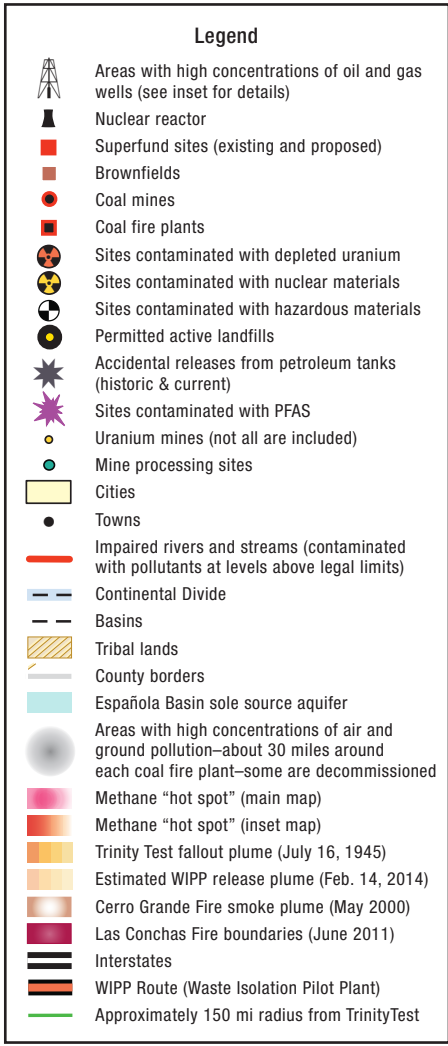 Legend
Areas with high concentrations of oil and gas
wells (see inset for details)
Nuclear reactor
Superfund sites (existing and proposed)
Brownfields
Coal mines
Coal fire plants
Sites contaminated with depleted uranium
Sites contaminated with nuclear materials
Sites contaminated with hazardous materials
Permitted active landfills
Accidental releases from petroleum tanks
(historic & current)
Sites contaminated with PFAS
Uranium mines (not all are included)
Mine processing sites
Cities
Towns
Impaired rivers and streams (contaminated
with pollutants at levels above legal limits)
Continental Divide
Basins
Tribal lands
County borders
Española Basin sole source aquifer
Areas with high concentrations of air and
ground pollution–about 30 miles around
each coal fire plant–some are decommissioned
Methane “hot spot” (main map)
Methane “hot spot” (inset map)
Trinity Test fallout plume (July 16, 1945)
Estimated WIPP release plume (Feb. 14, 2014)
Cerro Grande Fire smoke plume (May 2000)
Las Conchas Fire boundaries (June 2011)
Interstates
WIPP Route (Waste Isolation Pilot Plant)
Approximately 150 mi radius from TrinityTest